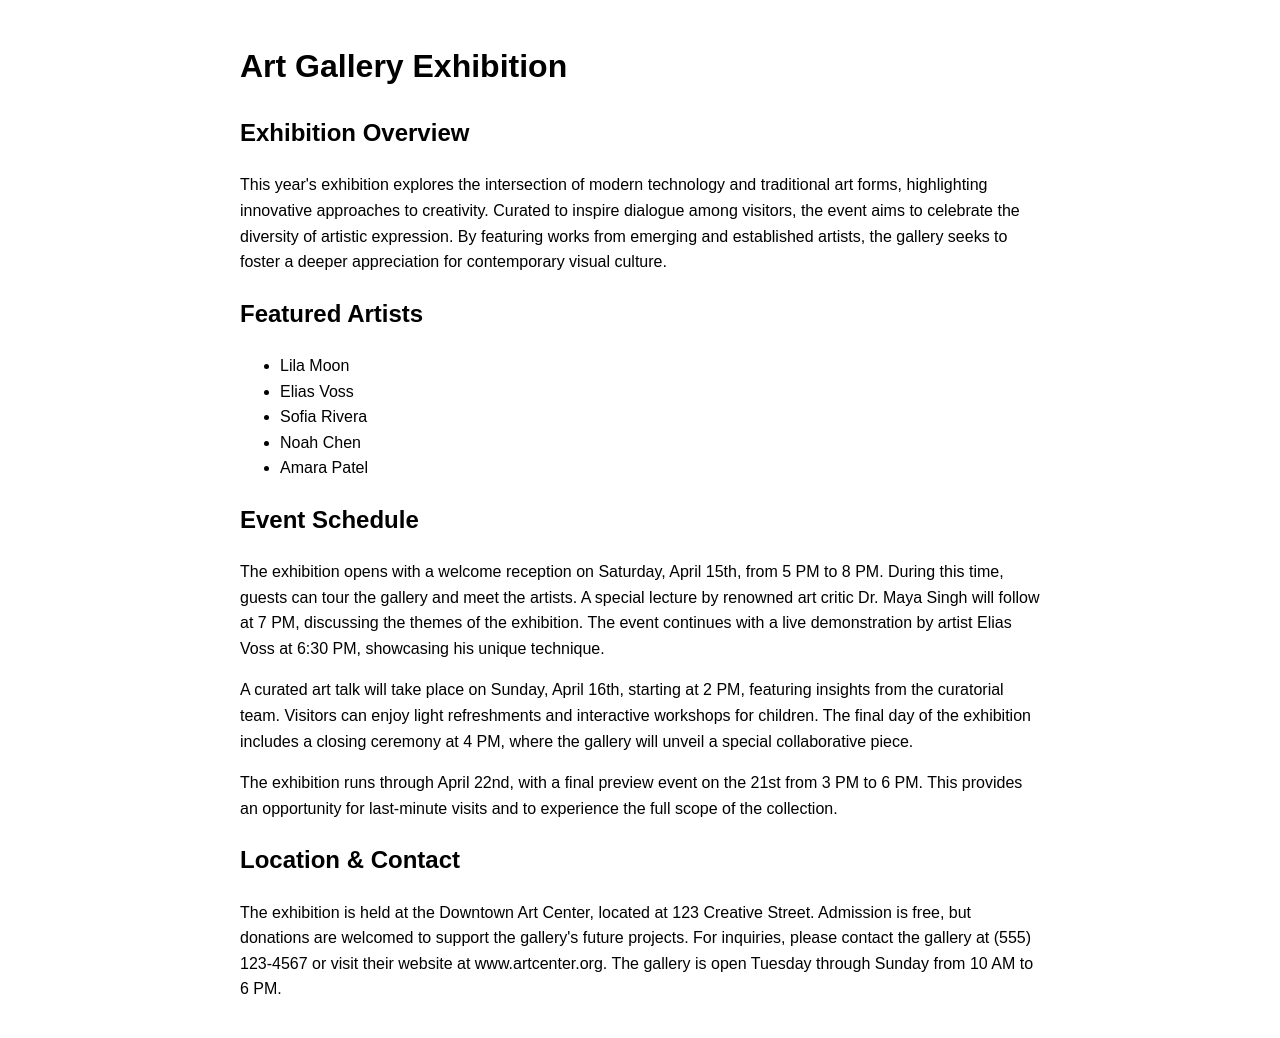 Art Gallery Exhibition
Exhibition Overview
This year's exhibition explores the intersection of modern technology and traditional art forms, highlighting
innovative approaches to creativity. Curated to inspire dialogue among visitors, the event aims to celebrate the
diversity of artistic expression. By featuring works from emerging and established artists, the gallery seeks to
foster a deeper appreciation for contemporary visual culture.
Featured Artists
• Lila Moon
• Elias Voss
• Sofia Rivera
• Noah Chen
• Amara Patel
Event Schedule
The exhibition opens with a welcome reception on Saturday, April 15th, from 5 PM to 8 PM. During this time,
guests can tour the gallery and meet the artists. A special lecture by renowned art critic Dr. Maya Singh will follow
at 7 PM, discussing the themes of the exhibition. The event continues with a live demonstration by artist Elias
Voss at 6:30 PM, showcasing his unique technique.
A curated art talk will take place on Sunday, April 16th, starting at 2 PM, featuring insights from the curatorial
team. Visitors can enjoy light refreshments and interactive workshops for children. The final day of the exhibition
includes a closing ceremony at 4 PM, where the gallery will unveil a special collaborative piece.
The exhibition runs through April 22nd, with a final preview event on the 21st from 3 PM to 6 PM. This provides
an opportunity for last-minute visits and to experience the full scope of the collection.
Location & Contact
The exhibition is held at the Downtown Art Center, located at 123 Creative Street. Admission is free, but
donations are welcomed to support the gallery's future projects. For inquiries, please contact the gallery at (555)
123-4567 or visit their website at www.artcenter.org. The gallery is open Tuesday through Sunday from 10 AM to
6 PM.